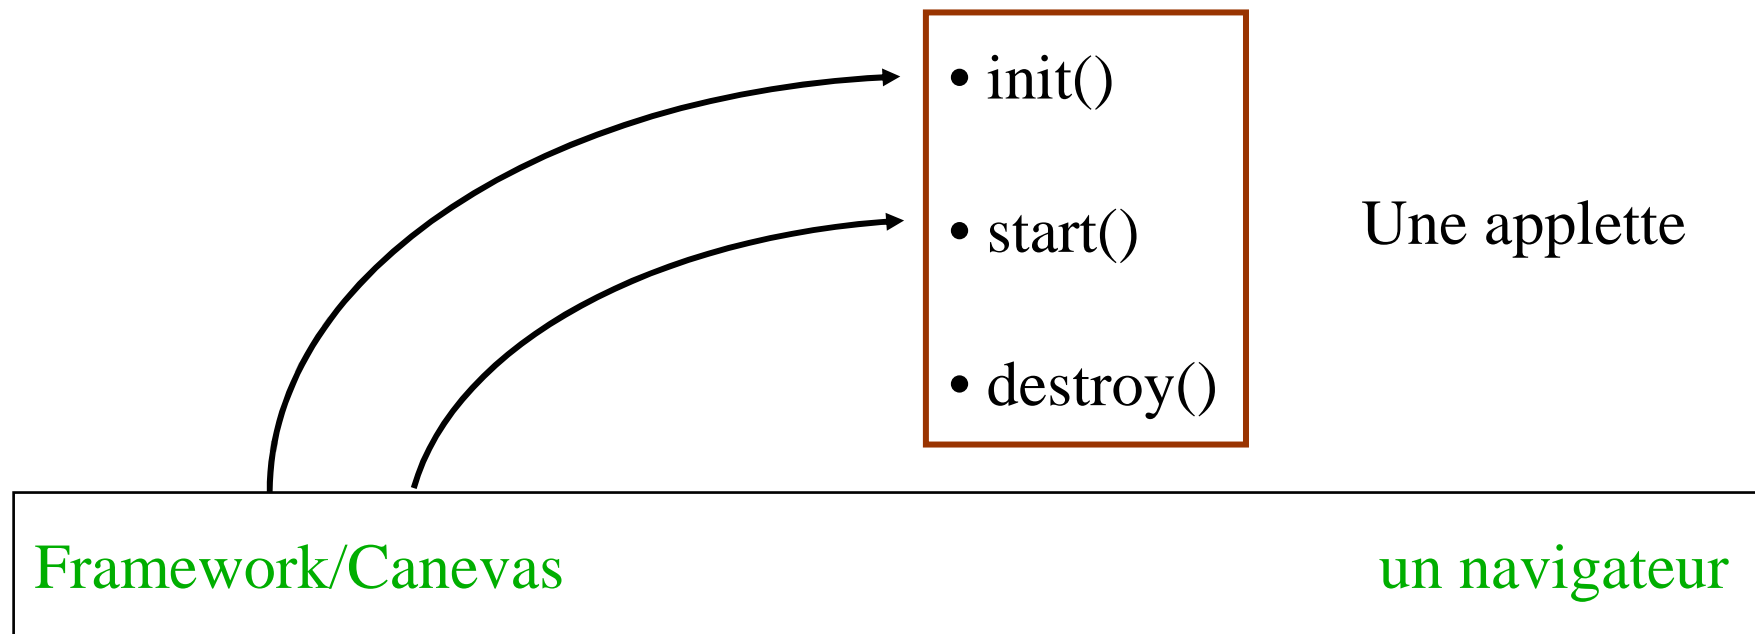 • init()
• start()
Une applette
• destroy()
Framework/Canevas
un navigateur